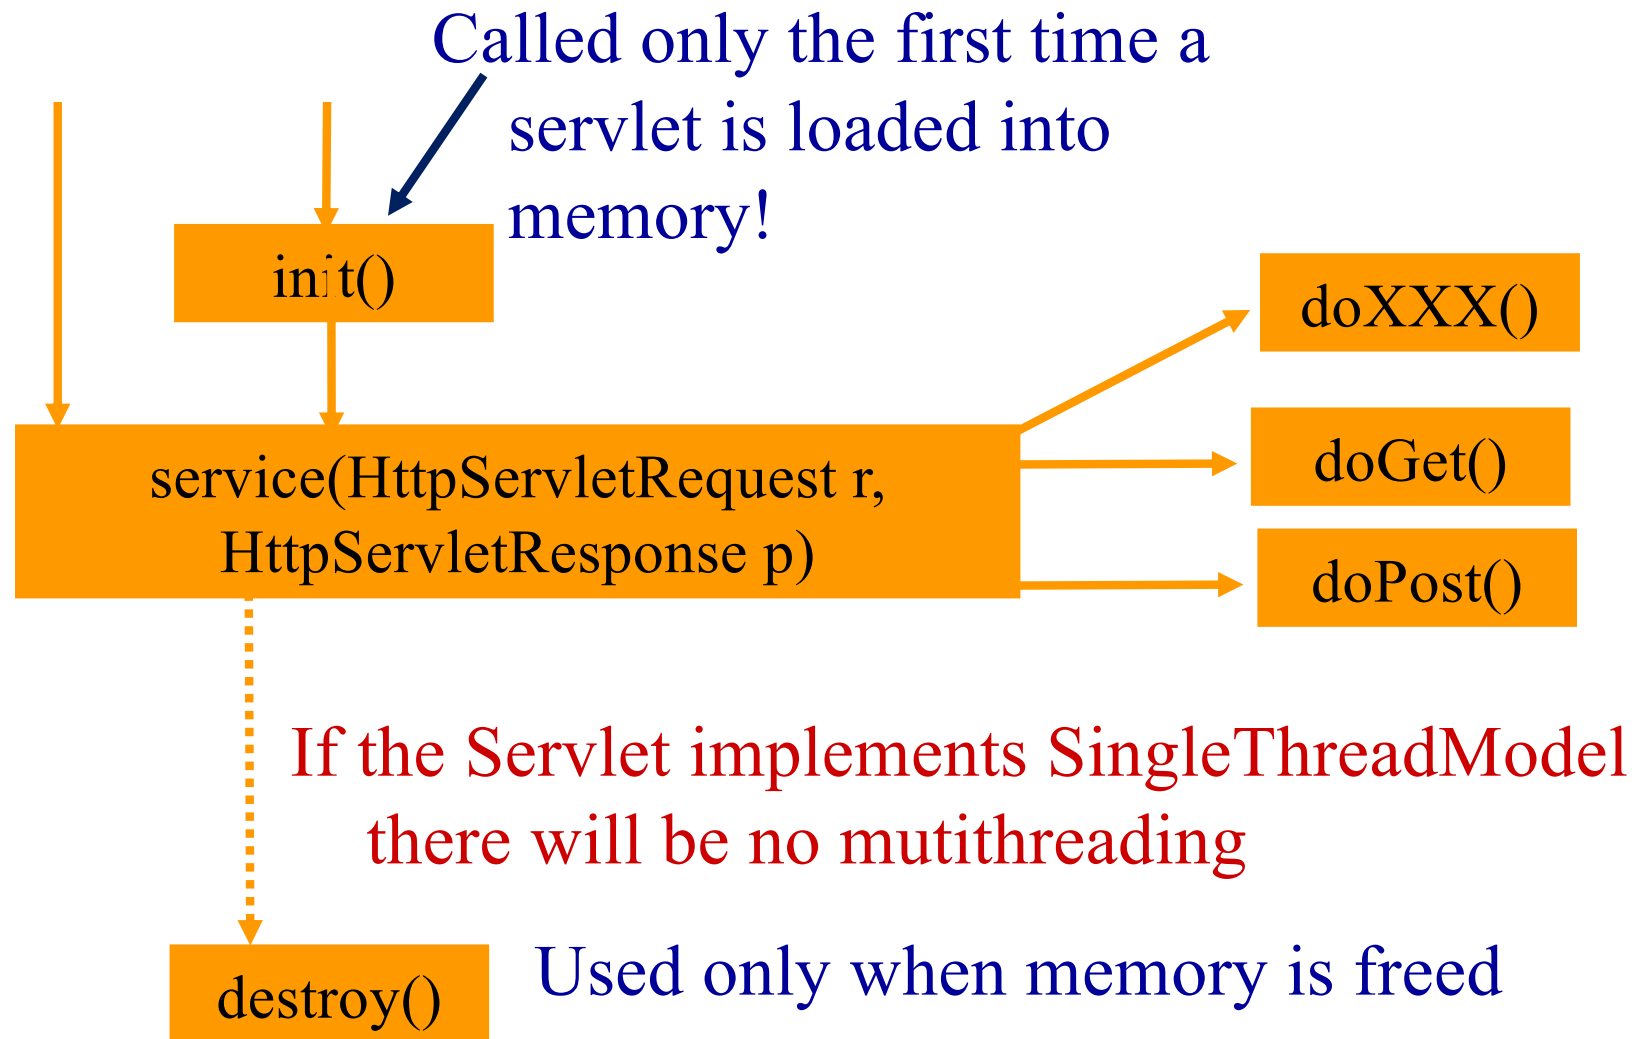 Called only the first time a
servlet is loaded into
memory!
init()
doXXX()
doGet()
service(HttpServletRequest r,
HttpServletResponse p)
doPost()
If the Servlet implements SingleThreadModel
there will be no mutithreading
Used only when memory is freed
destroy()